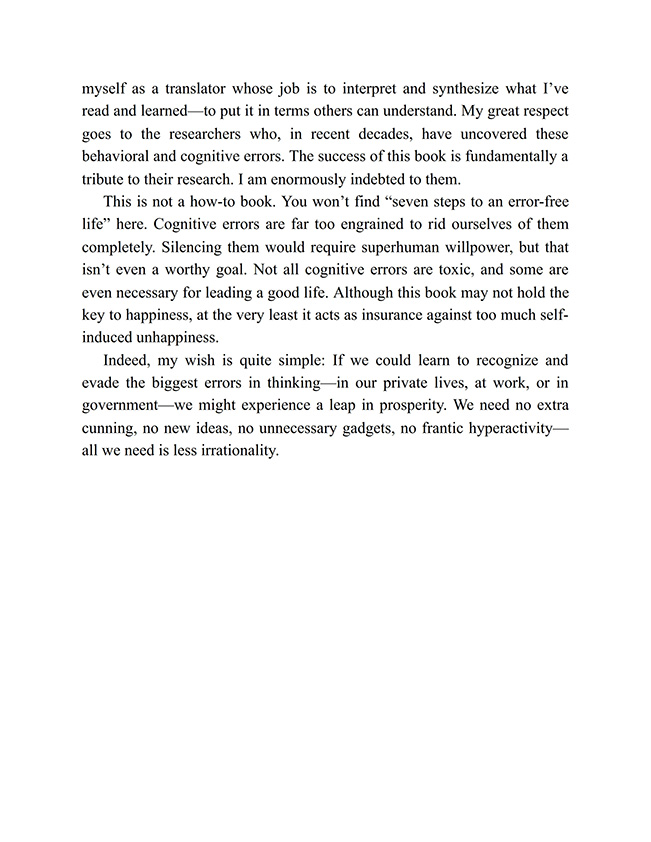 myself as a translator whose job is to interpret and synthesize what I’ve
read and learned—to put it in terms others can understand. My great respect
goes to the researchers who, in recent decades, have uncovered these
behavioral and cognitive errors. The success of this book is fundamentally a
tribute to their research. I am enormously indebted to them.
This is not a how-to book. You won’t find “seven steps to an error-free
life” here. Cognitive errors are far too engrained to rid ourselves of them
completely. Silencing them would require superhuman willpower, but that
isn’t even a worthy goal. Not all cognitive errors are toxic, and some are
even necessary for leading a good life. Although this book may not hold the
key to happiness, at the very least it acts as insurance against too much self-
induced unhappiness.
Indeed, my wish is quite simple: If we could learn to recognize and
evade the biggest errors in thinking—in our private lives, at work, or in
government—we might experience a leap in prosperity. We need no extra
cunning, no new ideas, no unnecessary gadgets, no frantic hyperactivity—
all we need is less irrationality.